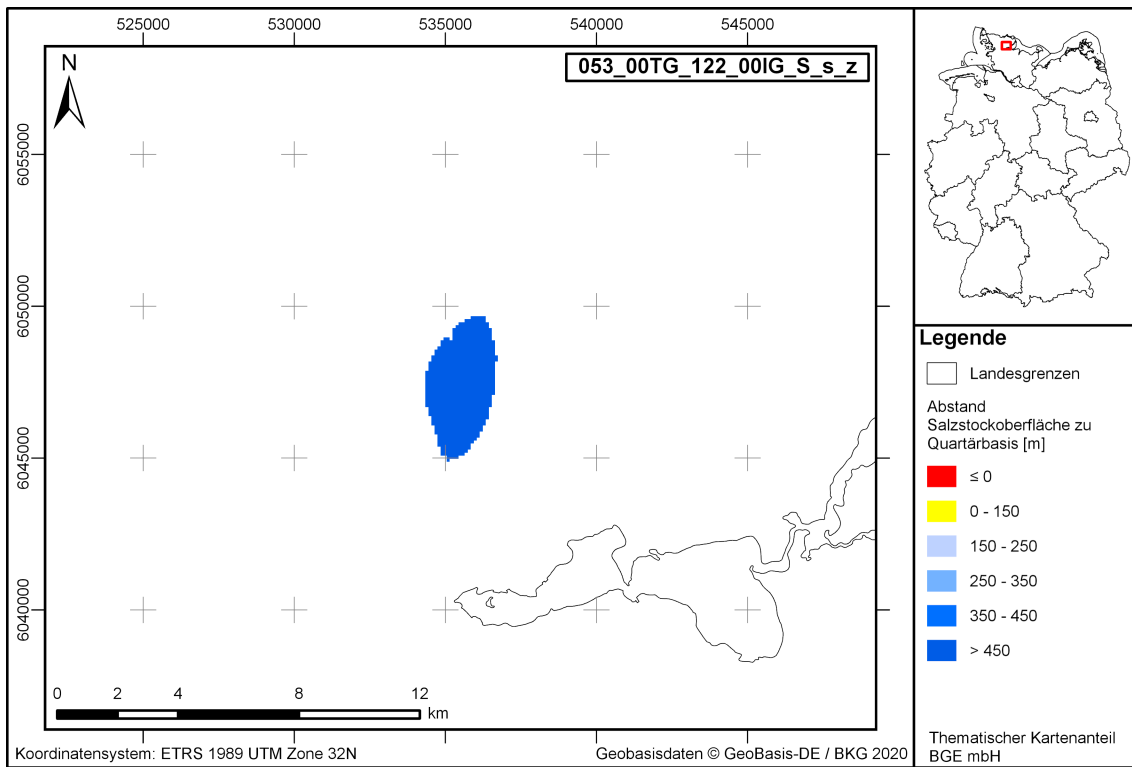 525000 530000 535000 540000 545000
053_00TG_122_00IG_S_s_z
N
6055000
6050000
6045000
6040000
0 2 4 8 12
km
Koordinatensystem: ETRS 1989 UTM Zone 32N
Geobasisdaten © GeoBasis-DE / BKG 2020
Legende
Landesgrenzen
Abstand
Salzstockoberfläche zu
Quartärbasis [m]
≤ 0
0 - 150
150 - 250
250 - 350
350 - 450
> 450
Thematischer Kartenanteil
BGE mbH